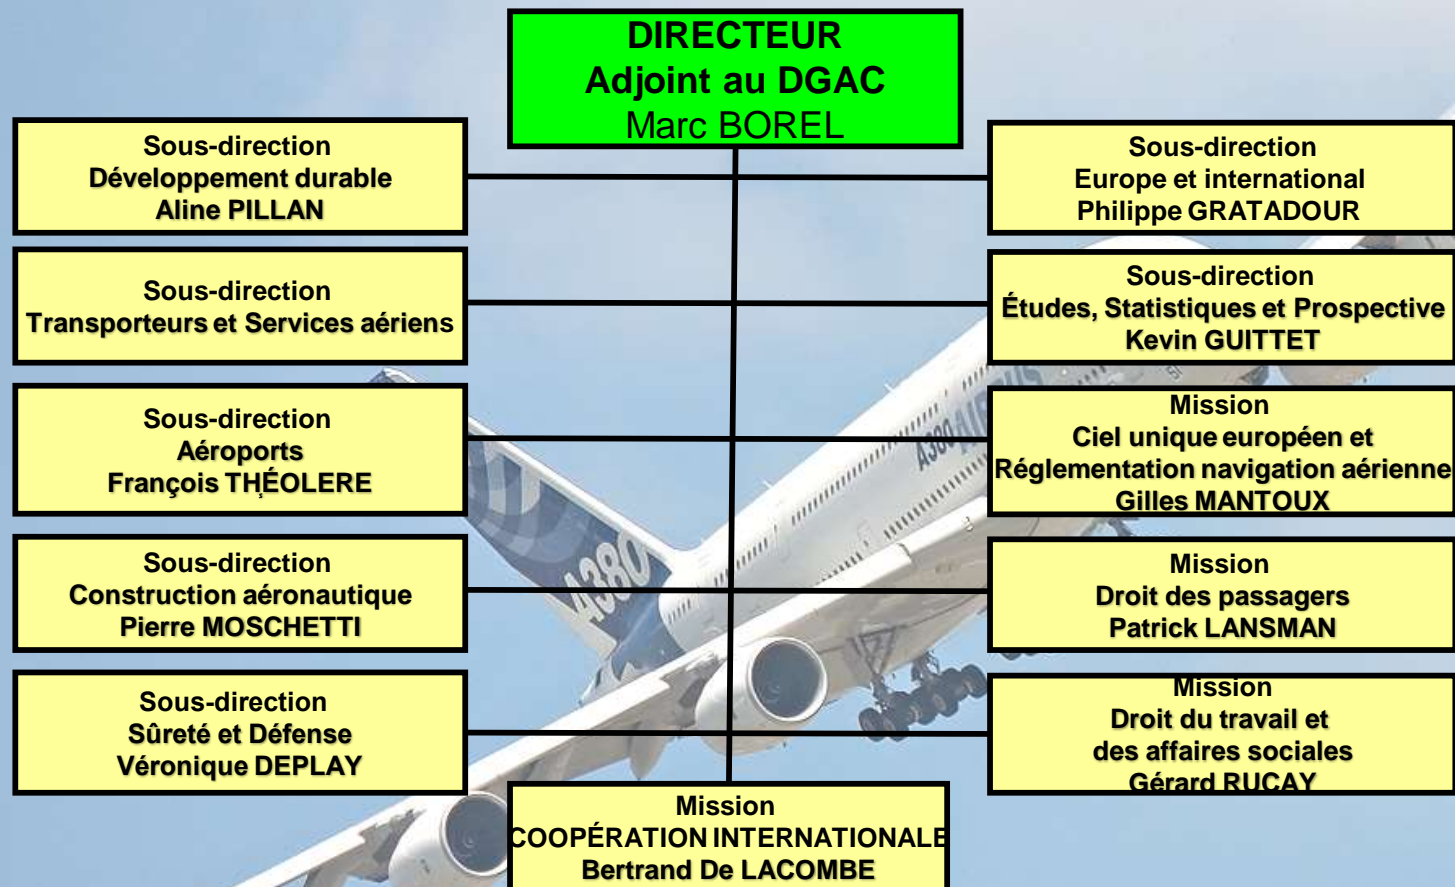 DIRECTEUR
Adjoint au DGAC
Marc BOREL
Sous-direction
Développement durable
Aline PILLAN
Sous-direction
Europe et international
Philippe GRATADOUR
Sous-direction
Transporteurs et Services aériens
Sous-direction
Études, Statistiques et Prospective
Kevin GUITTET
Sous-direction
Aéroports
François THÉOLERE
Mission
Ciel unique européen et
Réglementation navigation aérienne
Gilles MANTOUX
Sous-direction
Construction aéronautique
Pierre MOSCHETTI
Mission
Droit des passagers
Patrick LANSMAN
Sous-direction
Sûreté et Défense
Véronique DEPLAY
Mission
Droit du travail et
des affaires sociales
Gérard RUCAY
Mission
COOPÉRATION INTERNATIONALE
Bertrand De LACOMBE
A380
A380 AIRBUS